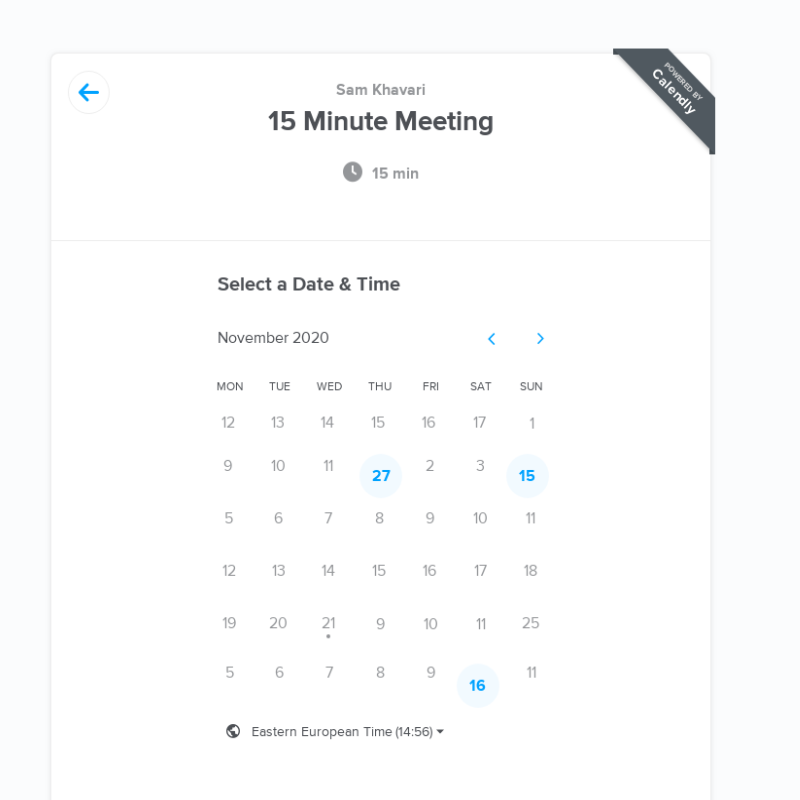 POWERED BY
Calendly
Sam Khavari
15 Minute Meeting
15 min
Select a Date & Time
November 2020
MON TUE WED THU FRI SAT SUN
12 13 14 15 16 17 1
9 10 11 27 2 3 15
5 6 7 8 9 10 11
12 13 14 15 16 17 18
19 20 21 9 10 11 25
5 6 7 8 9 16 11
Eastern European Time (14:56)